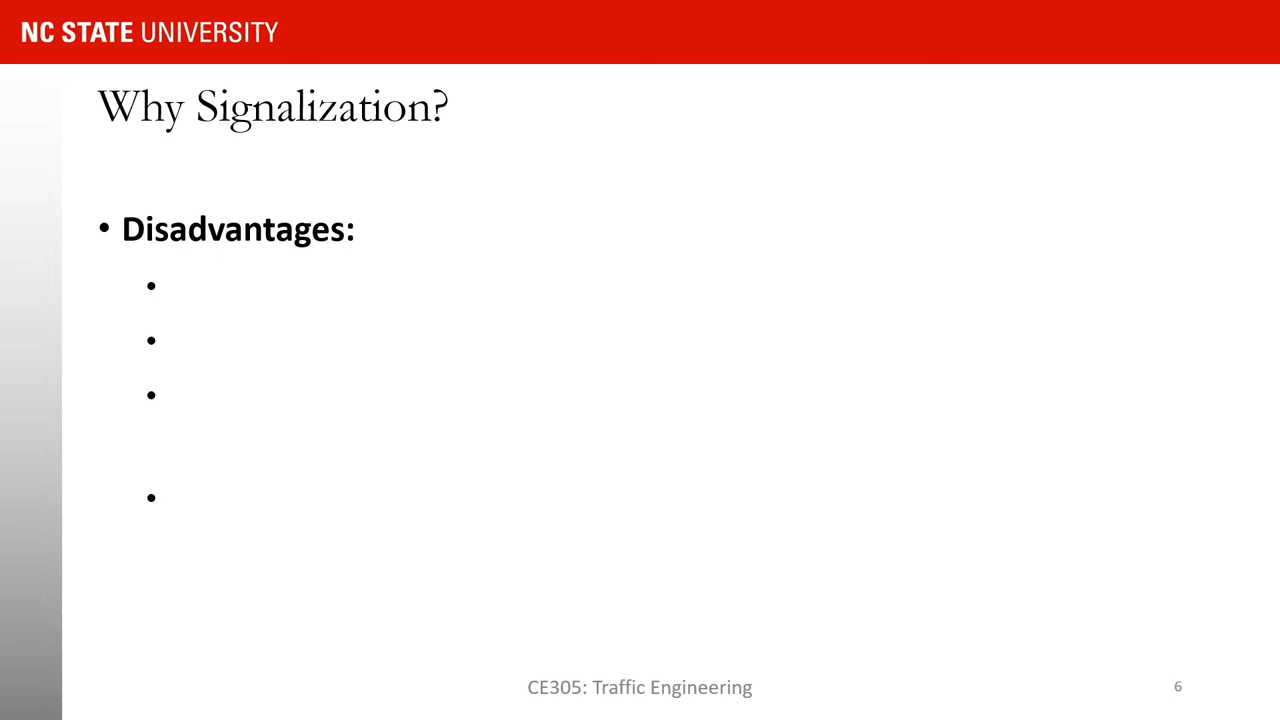 NC STATE UNIVERSITY
Why Signalization?
• Disadvantages:
•
•
•
•
CE305: Traffic Engineering
6